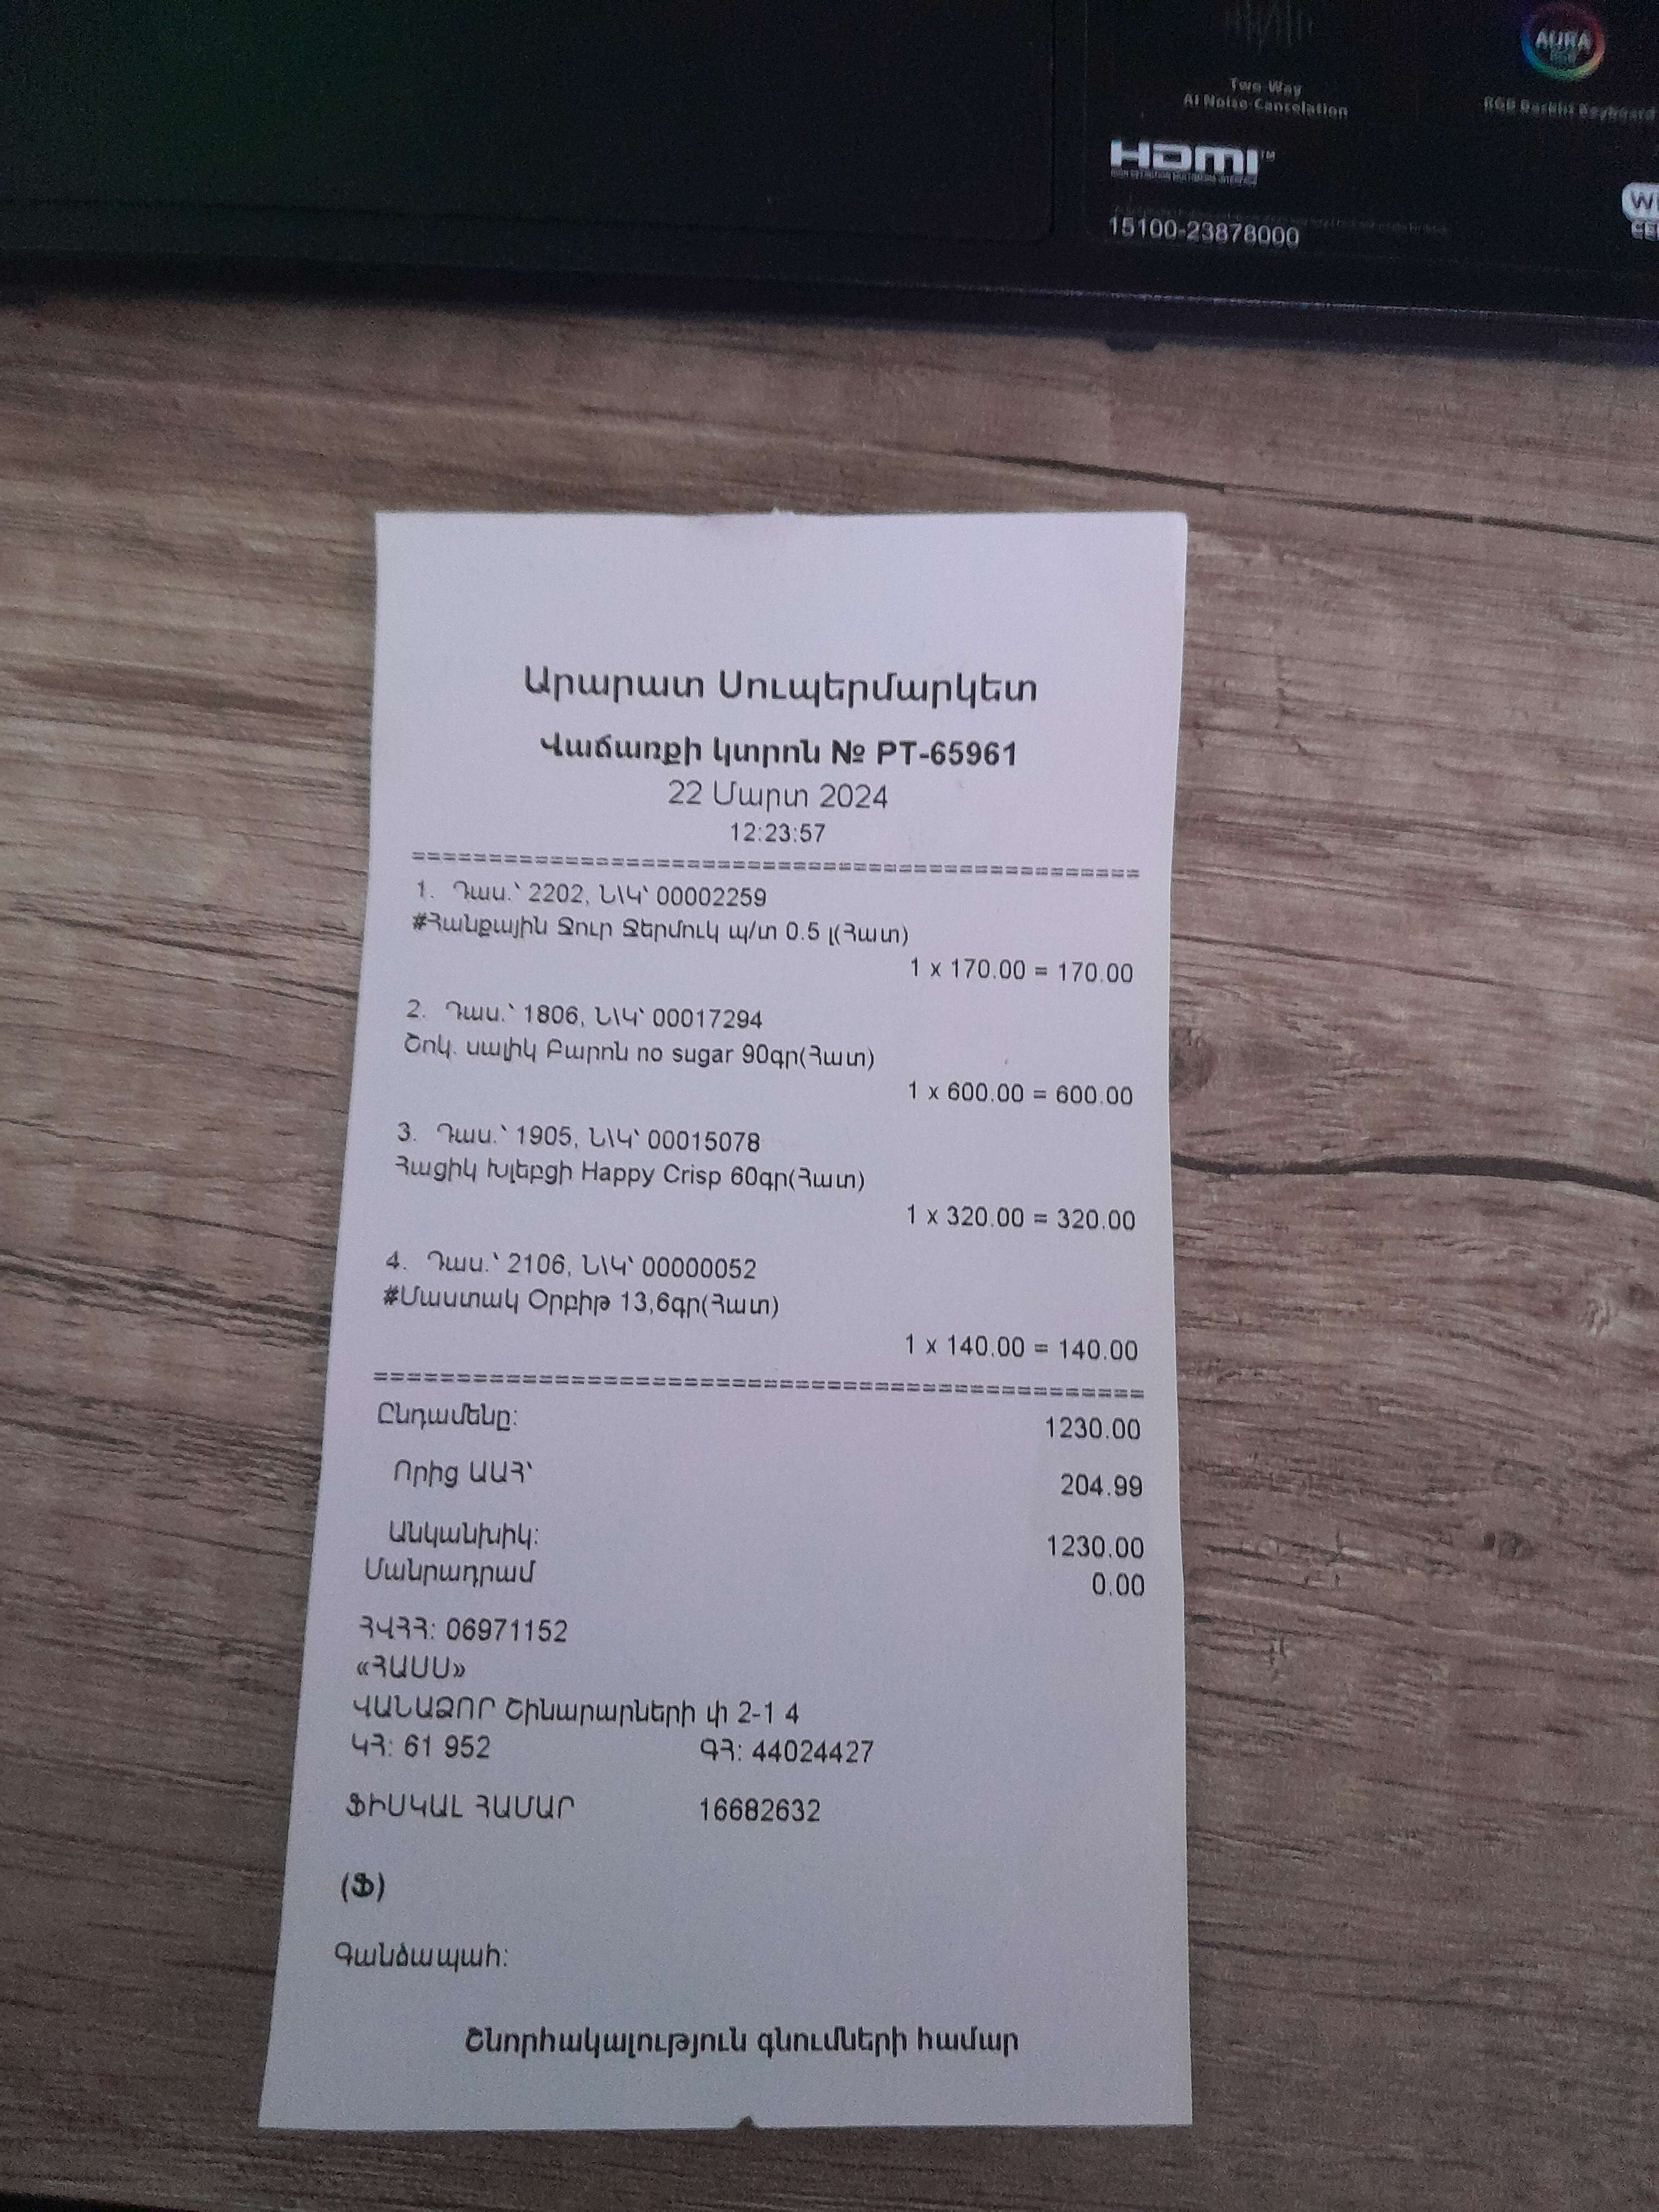 Two-Way
AI Noise-Cancelation
AURA
RGB Backlit Keyboard
HDMI™
15100-23878000
Արարատ Սուպերմարկետ
Վաճառքի կտրոն № PT-65961
22 Մարտ 2024
12:23:57
================================================
1. Դաս.՝ 2202, Ն\Կ՝ 00002259
#Հանքային Ջուր Ջերմուկ պ/տ 0.5 լ(Հատ)
1 x 170.00 = 170.00
2. Դաս.՝ 1806, Ն\Կ՝ 00017294
Շոկ. սալիկ Բարոն no sugar 90գր(Հատ)
1 x 600.00 = 600.00
3. Դաս.՝ 1905, Ն\Կ՝ 00015078
Հացիկ Խլեբցի Happy Crisp 60գր(Հատ)
1 x 320.00 = 320.00
4. Դաս.՝ 2106, Ն\Կ՝ 00000052
#Մաստակ Օրբիթ 13,6գր(Հատ)
1 x 140.00 = 140.00
================================================
Ընդամենը: 1230.00
Որից ԱԱՀ՝ 204.99
Անկանխիկ: 1230.00
Մանրադրամ 0.00
ՀՎՀՀ: 06971152
«ՀԱՍՍ»
ՎԱՆԱՁՈՐ Շինարարների փ 2-1 4
ԿՀ: 61 952 ԳՀ: 44024427
ՖԻՍԿԱԼ ՀԱՄԱՐ 16682632
(Ֆ)
Գանձապահ:
Շնորհակալություն գնումների համար